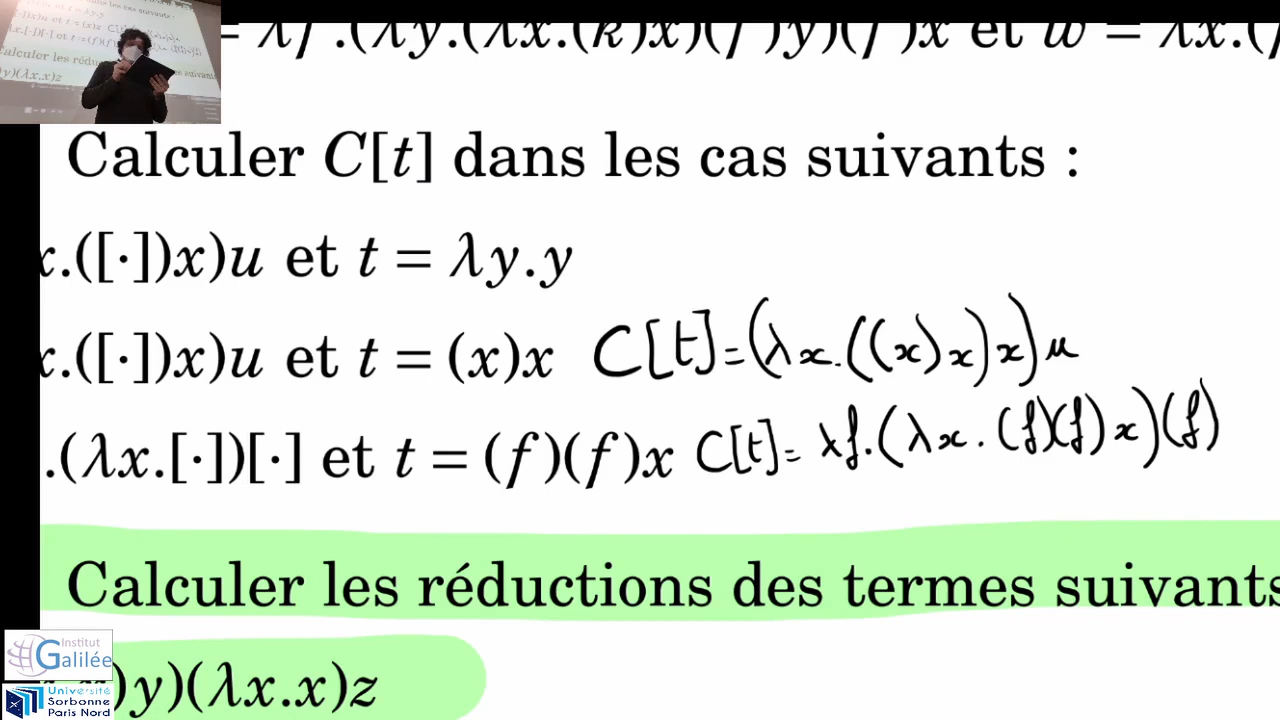 = λf.(λy.(λx.(k)x)(f)y)(f)x et w = λx.(f
Calculer C[t] dans les cas suivants :
x.([·])x)u et t = λy.y
x.([·])x)u et t = (x)x C[t]=(λx.((x)x)x)u
.(λx.[·])[·] et t = (f)(f)x C[t]= λf.(λx.(f)(f)x)(f)
Calculer les réductions des termes suivants
)y)(λx.x)z
Institut
Galilée
Université
Sorbonne
Paris Nord